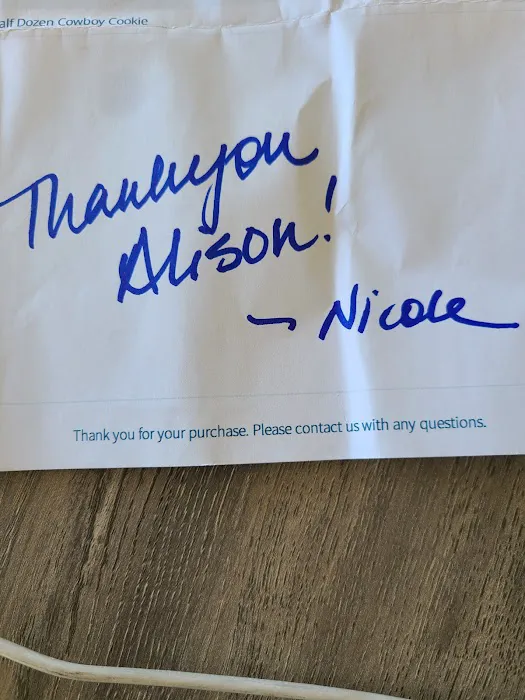 alf Dozen Cowboy Cookie
Thankyou
Alison!
~ Nicole
Thank you for your purchase. Please contact us with any questions.